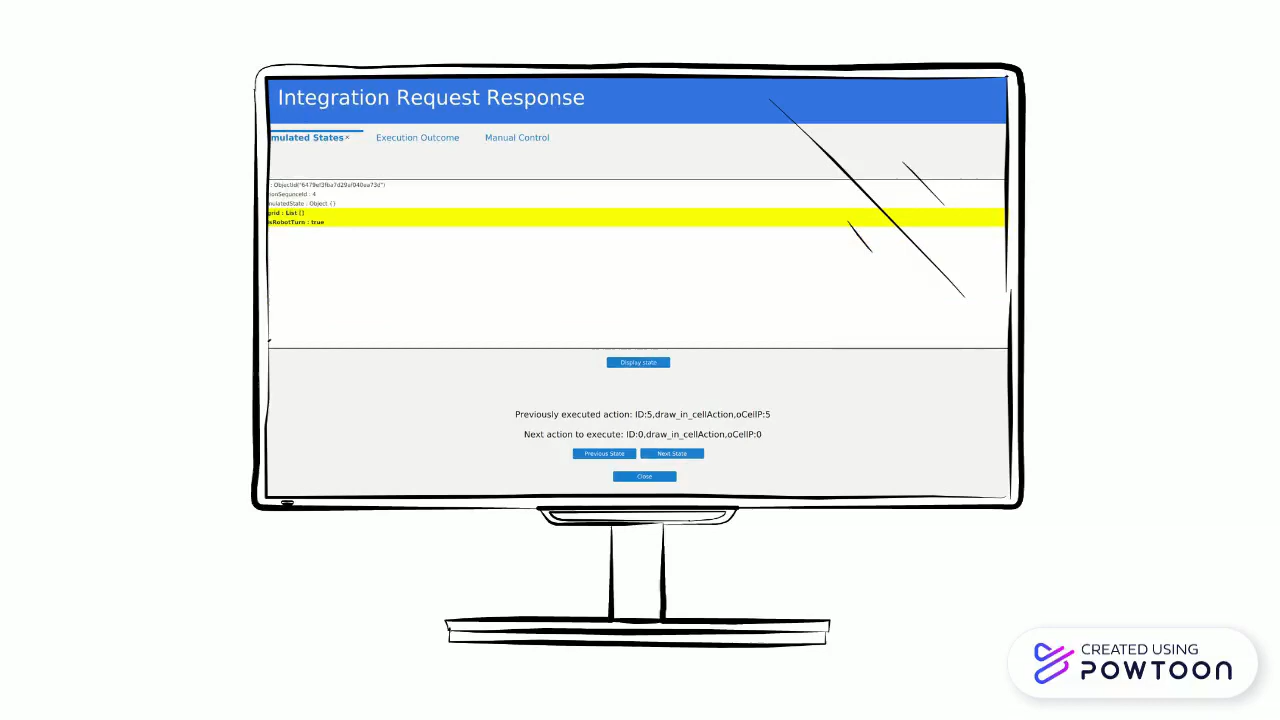 Integration Request Response
mulated States×
Execution Outcome
Manual Control
: ObjectId("6479ef3fba7d29ef040ea73d")
ionSequnceId : 4
mulatedState : Object {}
grid : List []
sRobotTurn : true
Display state
Previously executed action: ID:5,draw_in_cellAction,oCellP:5
Next action to execute: ID:0,draw_in_cellAction,oCellP:0
Previous State
Next State
Close
CREATED USING
POWTOON